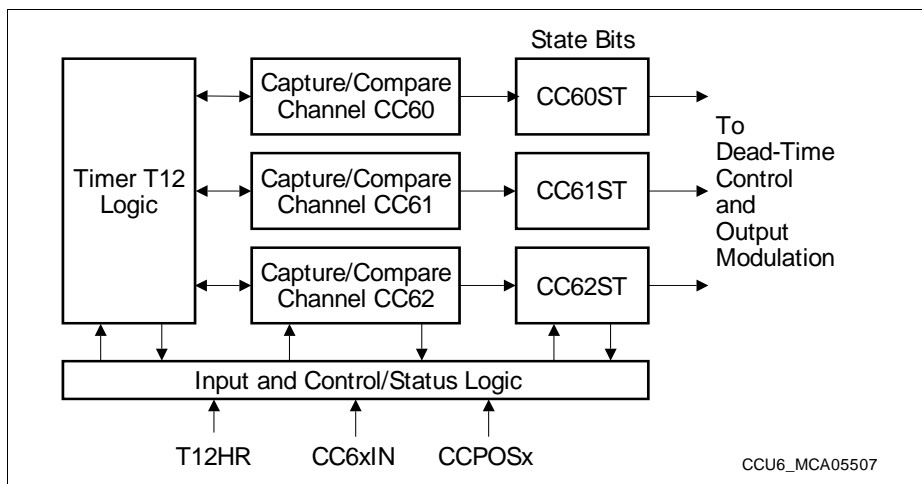 State Bits
Timer T12
Logic
Capture/Compare
Channel CC60
CC60ST
Capture/Compare
Channel CC61
CC61ST
Capture/Compare
Channel CC62
CC62ST
To
Dead-Time
Control
and
Output
Modulation
Input and Control/Status Logic
T12HR
CC6xIN
CCPOSx
CCU6_MCA05507